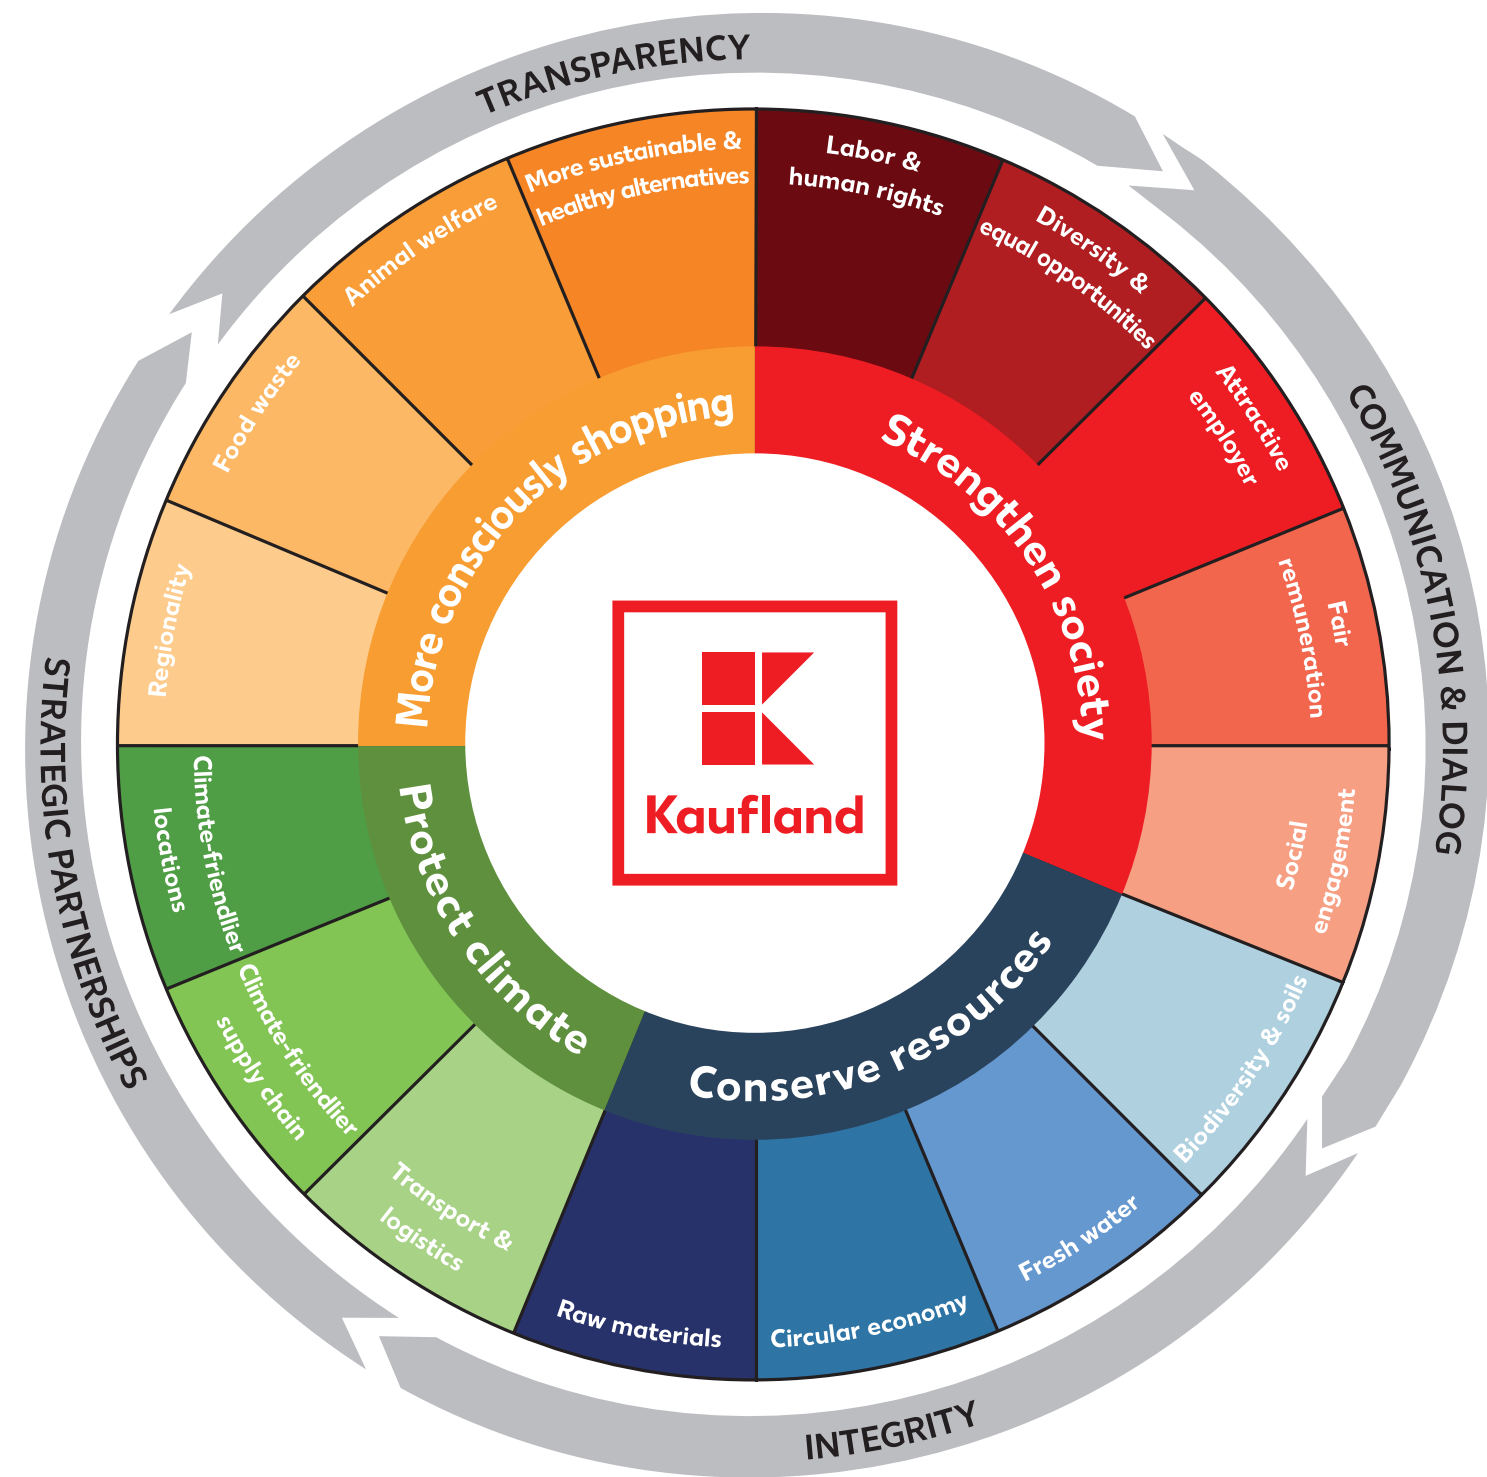 TRANSPARENCY
COMMUNICATION & DIALOG
INTEGRITY
STRATEGIC PARTNERSHIPS
Labor &
human rights
Diversity &
equal opportunities
Attractive
employer
Fair
remuneration
Social
engagement
Biodiversity & soils
Fresh water
Circular economy
Raw materials
Transport &
logistics
Climate-friendlier
supply chain
Climate-friendlier
locations
Regionality
Food waste
Animal welfare
More sustainable &
healthy alternatives
Strengthen society
Conserve resources
Protect climate
More consciously shopping
Kaufland